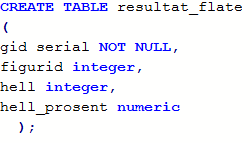 CREATE TABLE resultat_flate
(
gid serial NOT NULL,
figurid integer,
hell integer,
hell_prosent numeric
);